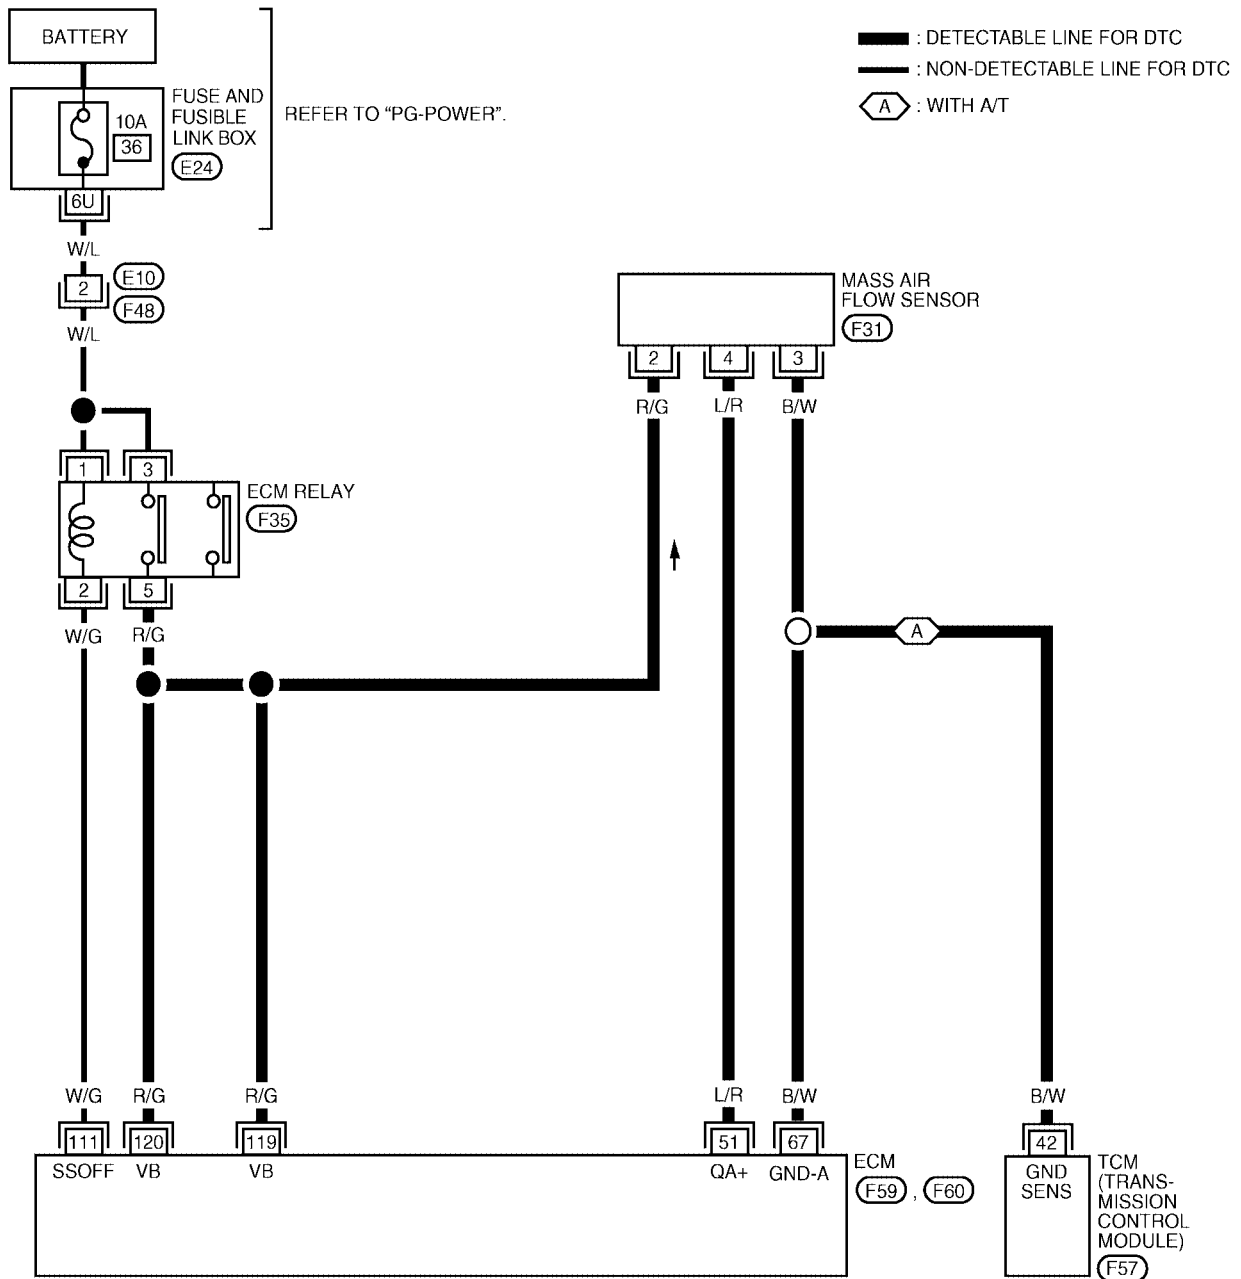 BATTERY
FUSE AND
FUSIBLE
LINK BOX
E24
10A
36
6U
REFER TO “PG-POWER”.
: DETECTABLE LINE FOR DTC
: NON-DETECTABLE LINE FOR DTC
A : WITH A/T
W/L
2
E10
F48
W/L
MASS AIR
FLOW SENSOR
F31
2 4 3
R/G L/R B/W
1 3
ECM RELAY
F35
2 5
W/G R/G
A
W/G R/G R/G L/R B/W B/W
111 120 119 51 67 42
SSOFF VB VB QA+ GND-A
ECM
F59 , F60
GND
SENS
TCM
(TRANS-
MISSION
CONTROL
MODULE)
F57